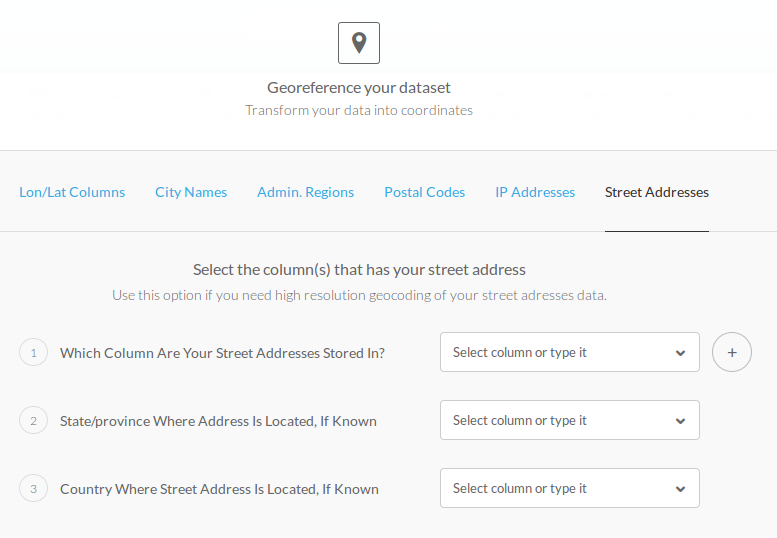 Georeference your dataset
Transform your data into coordinates
Lon/Lat Columns City Names Admin. Regions Postal Codes IP Addresses Street Addresses
Select the column(s) that has your street address
Use this option if you need high resolution geocoding of your street adresses data.
1 Which Column Are Your Street Addresses Stored In? Select column or type it +
2 State/province Where Address Is Located, If Known Select column or type it
3 Country Where Street Address Is Located, If Known Select column or type it